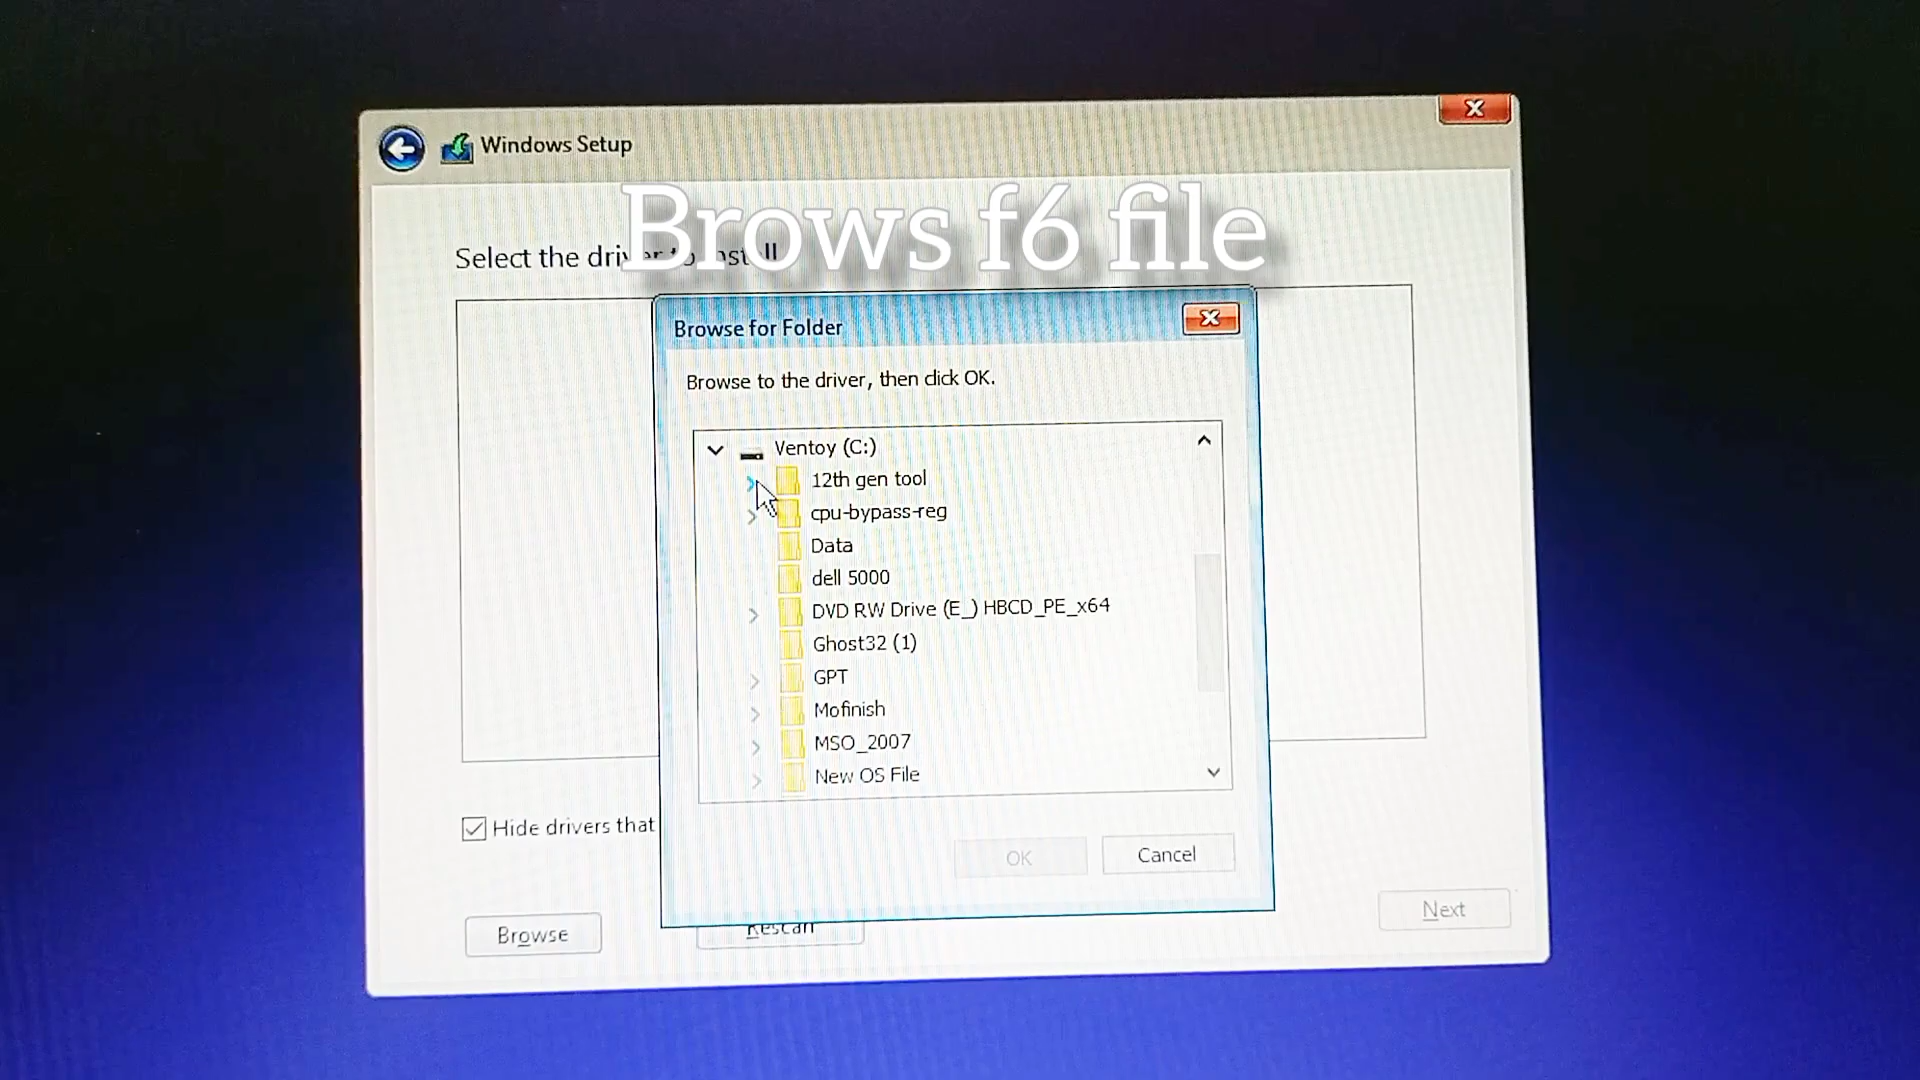 Windows Setup
Brows f6 file
Select the driver to install
Browse for Folder
Browse to the driver, then click OK.
Ventoy (C:)
12th gen tool
cpu-bypass-reg
Data
dell 5000
DVD RW Drive (E_) HBCD_PE_x64
Ghost32 (1)
GPT
Mofinish
MSO_2007
New OS File
Hide drivers that
OK
Cancel
Browse
Rescan
Next